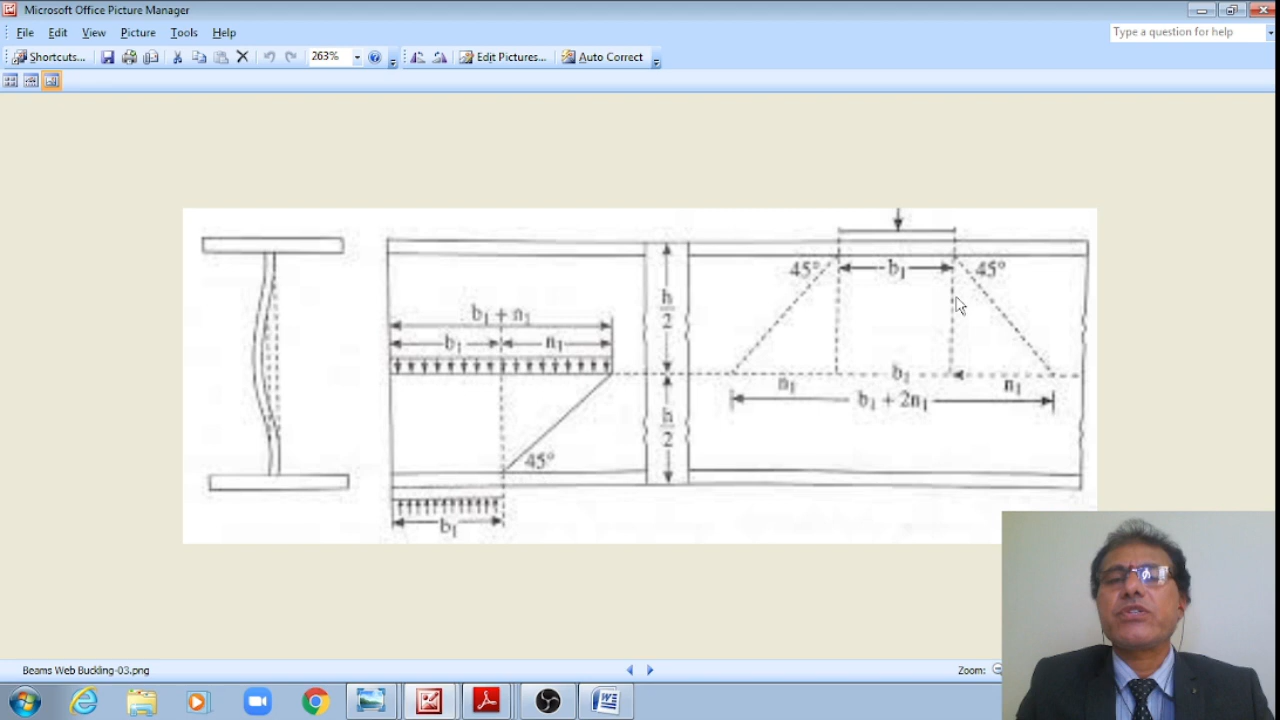 Microsoft Office Picture Manager
File Edit View Picture Tools Help
Type a question for help
Shortcuts... 263% Edit Pictures... Auto Correct
45° b₁ 45°
h/2
b₁ + n₁
b₁ n₁
n₁ b₁ n₁
b₁ + 2n₁
h/2
45°
b₁
Beams Web Buckling-03.png
Zoom: